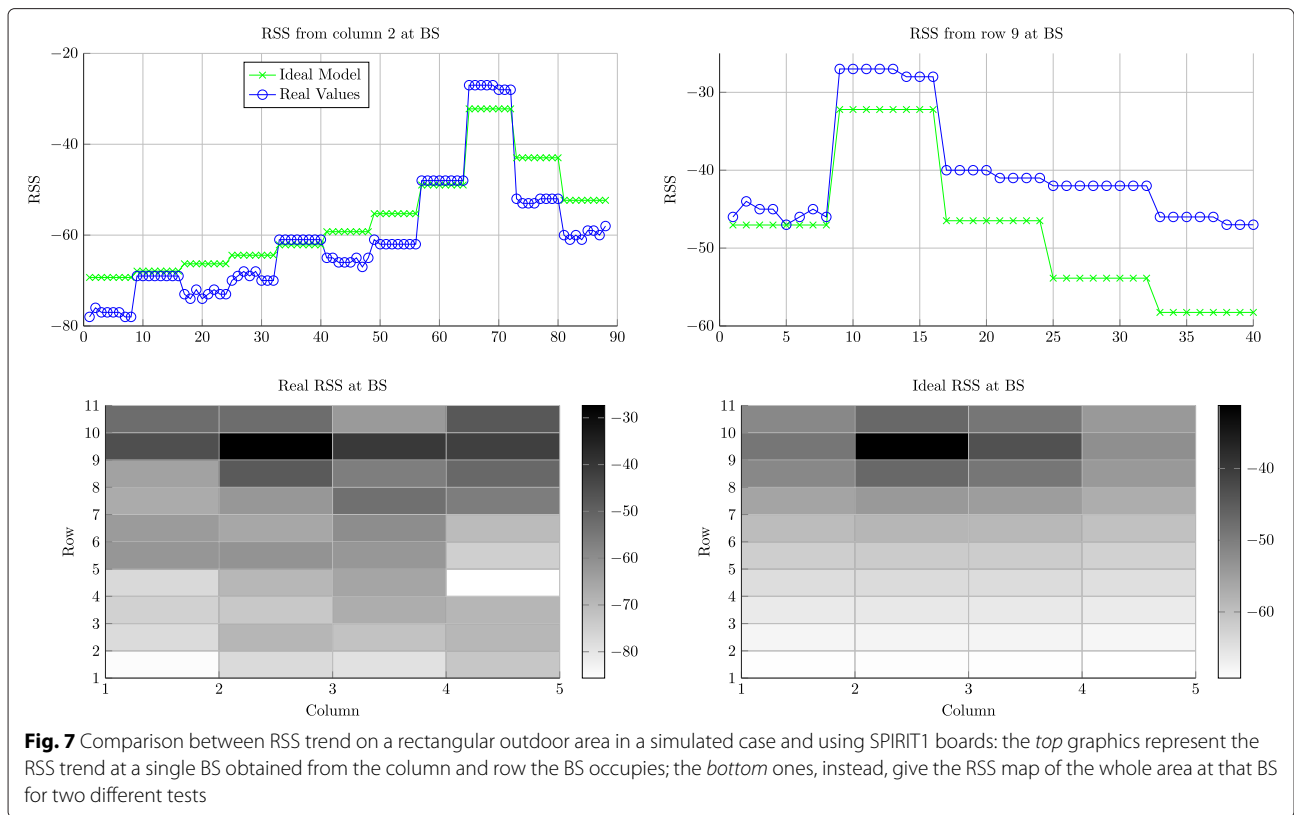 RSS from column 2 at BS
−20
−40
−60
−80
RSS
Ideal Model
Real Values
0 10 20 30 40 50 60 70 80 90
RSS from row 9 at BS
−30
−40
−50
−60
RSS
0 5 10 15 20 25 30 35 40
Real RSS at BS
11
10
9
8
7
6
5
4
3
2
1
Row
1 2 3 4 5
Column
−30
−40
−50
−60
−70
−80
Ideal RSS at BS
11
10
9
8
7
6
5
4
3
2
1
Row
1 2 3 4 5
Column
−40
−50
−60
Fig. 7 Comparison between RSS trend on a rectangular outdoor area in a simulated case and using SPIRIT1 boards: the top graphics represent the
RSS trend at a single BS obtained from the column and row the BS occupies; the bottom ones, instead, give the RSS map of the whole area at that BS
for two different tests